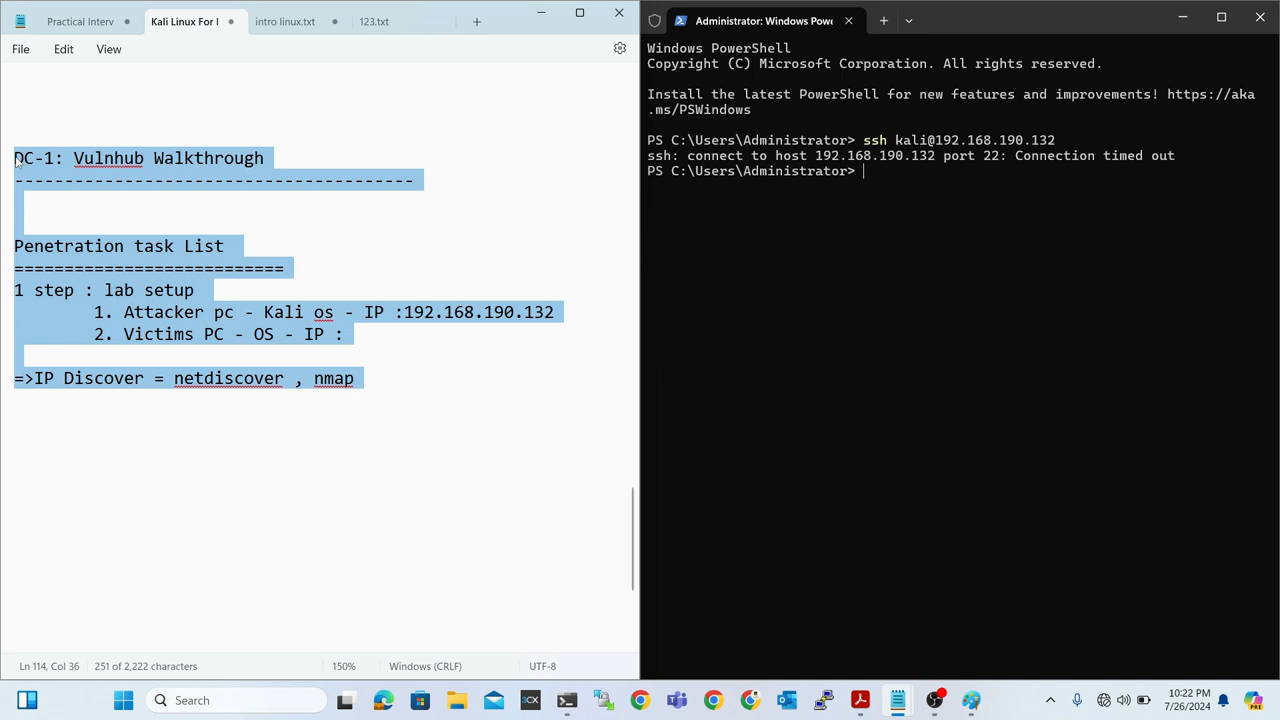 Practical Interv
Kali Linux For I
intro linux.txt
123.txt
File
Edit
View
DC-1: Vulnhub Walkthrough
----------------------------------------
Penetration task List
===========================
1 step : lab setup
1. Attacker pc - Kali os - IP :192.168.190.132
2. Victims PC - OS - IP :
=>IP Discover = netdiscover , nmap
Ln 114, Col 36
251 of 2,222 characters
150%
Windows (CRLF)
UTF-8
Administrator: Windows Pow
Windows PowerShell
Copyright (C) Microsoft Corporation. All rights reserved.
Install the latest PowerShell for new features and improvements! https://aka
.ms/PSWindows
PS C:\Users\Administrator> ssh kali@192.168.190.132
ssh: connect to host 192.168.190.132 port 22: Connection timed out
PS C:\Users\Administrator>
Search
10:22 PM
7/26/2024
PRE